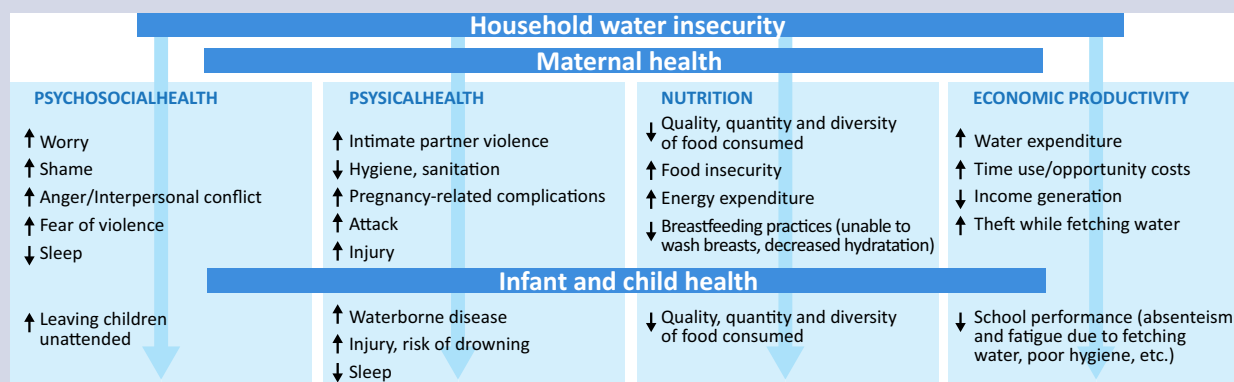 Household water insecurity
Maternal health
PSYCHOSOCIALHEALTH
↑ Worry
↑ Shame
↑ Anger/Interpersonal conflict
↑ Fear of violence
↓ Sleep
PSYSICALHEALTH
↑ Intimate partner violence
↓ Hygiene, sanitation
↑ Pregnancy-related complications
↑ Attack
↑ Injury
NUTRITION
↓ Quality, quantity and diversity
of food consumed
↑ Food insecurity
↑ Energy expenditure
↓ Breastfeeding practices (unable to
wash breasts, decreased hydratation)
ECONOMIC PRODUCTIVITY
↑ Water expenditure
↑ Time use/opportunity costs
↓ Income generation
↑ Theft while fetching water
Infant and child health
↑ Leaving children
unattended
↑ Waterborne disease
↑ Injury, risk of drowning
↓ Sleep
↓ Quality, quantity and diversity
of food consumed
↓ School performance (absenteism
and fatigue due to fetching
water, poor hygiene, etc.)